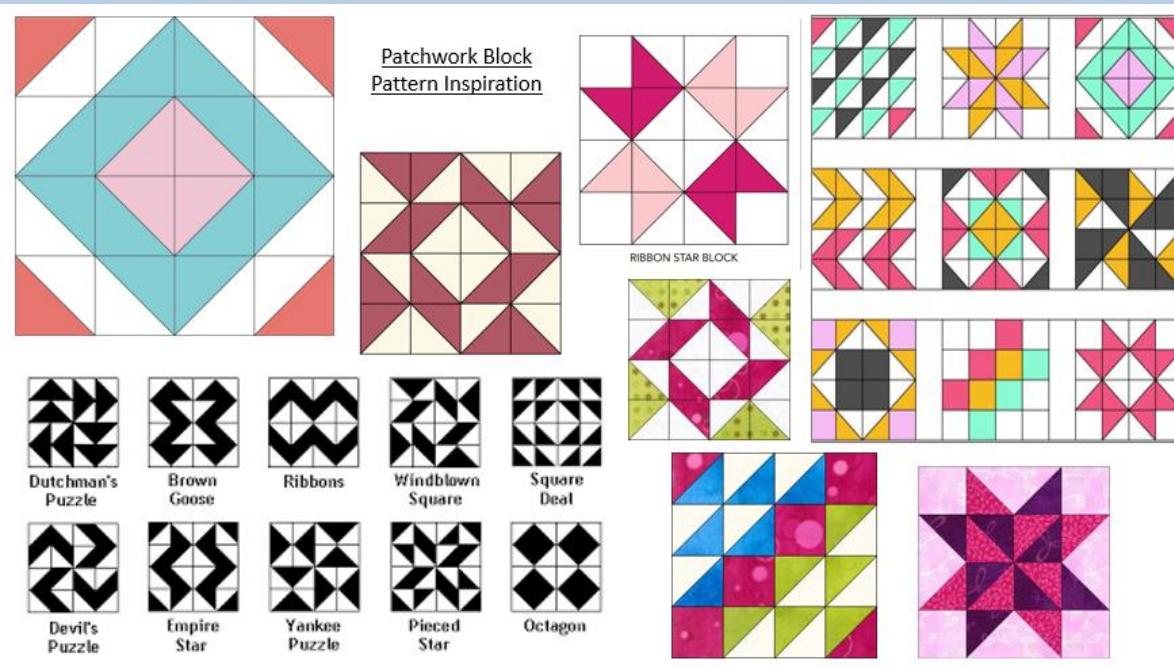 Patchwork Block
Pattern Inspiration
RIBBON STAR BLOCK
Dutchman's
Puzzle
Brown
Goose
Ribbons
Windblown
Square
Square
Deal
Devil's
Puzzle
Empire
Star
Yankee
Puzzle
Pieced
Star
Octagon